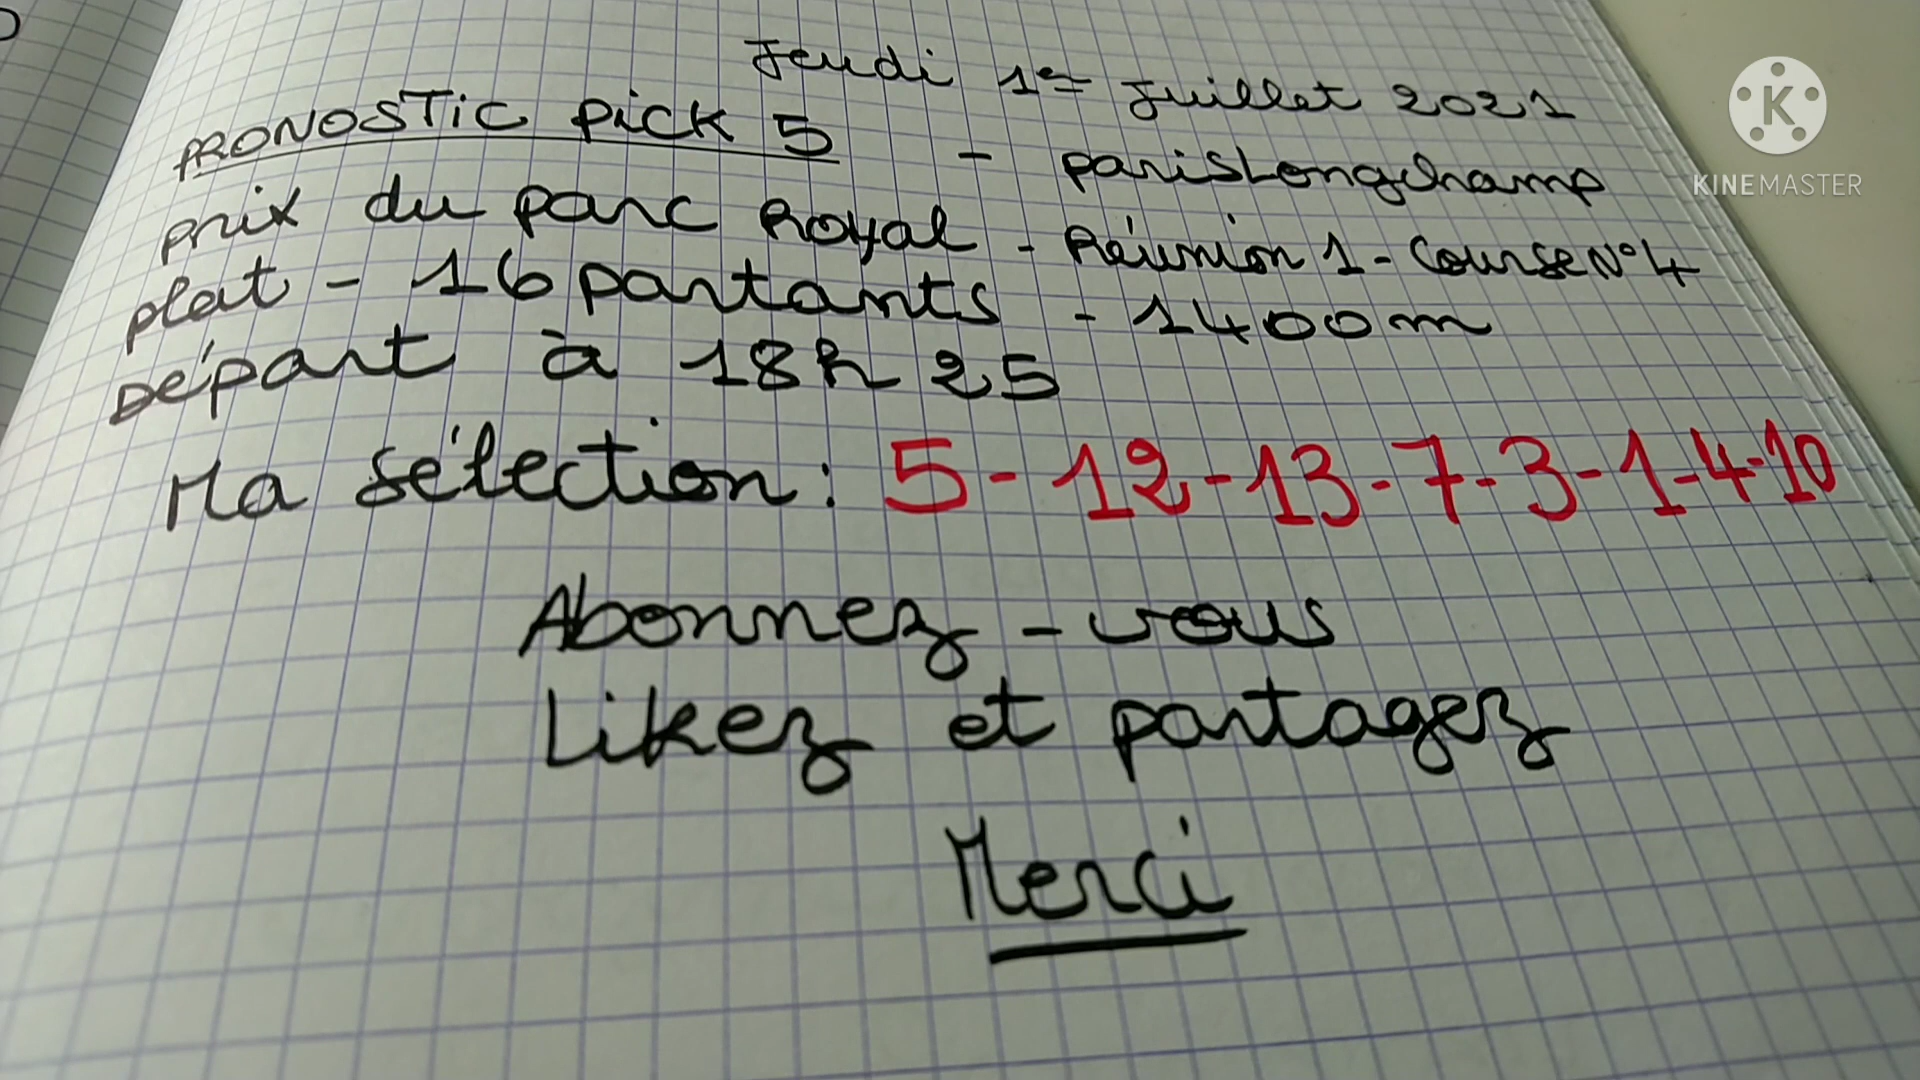 Jeudi 1er Juillet 2021
PRONOSTIC PICK 5 - ParisLongchamp
prix du parc Royal - Réunion 1 - Course N°4
plat - 16 partants - 1400m
Départ à 18h25
Ma sélection : 5 - 12 - 13 - 7 - 3 - 1 - 4 - 10
Abonnez-vous
Likez et partagez
Merci
K
KINEMASTER